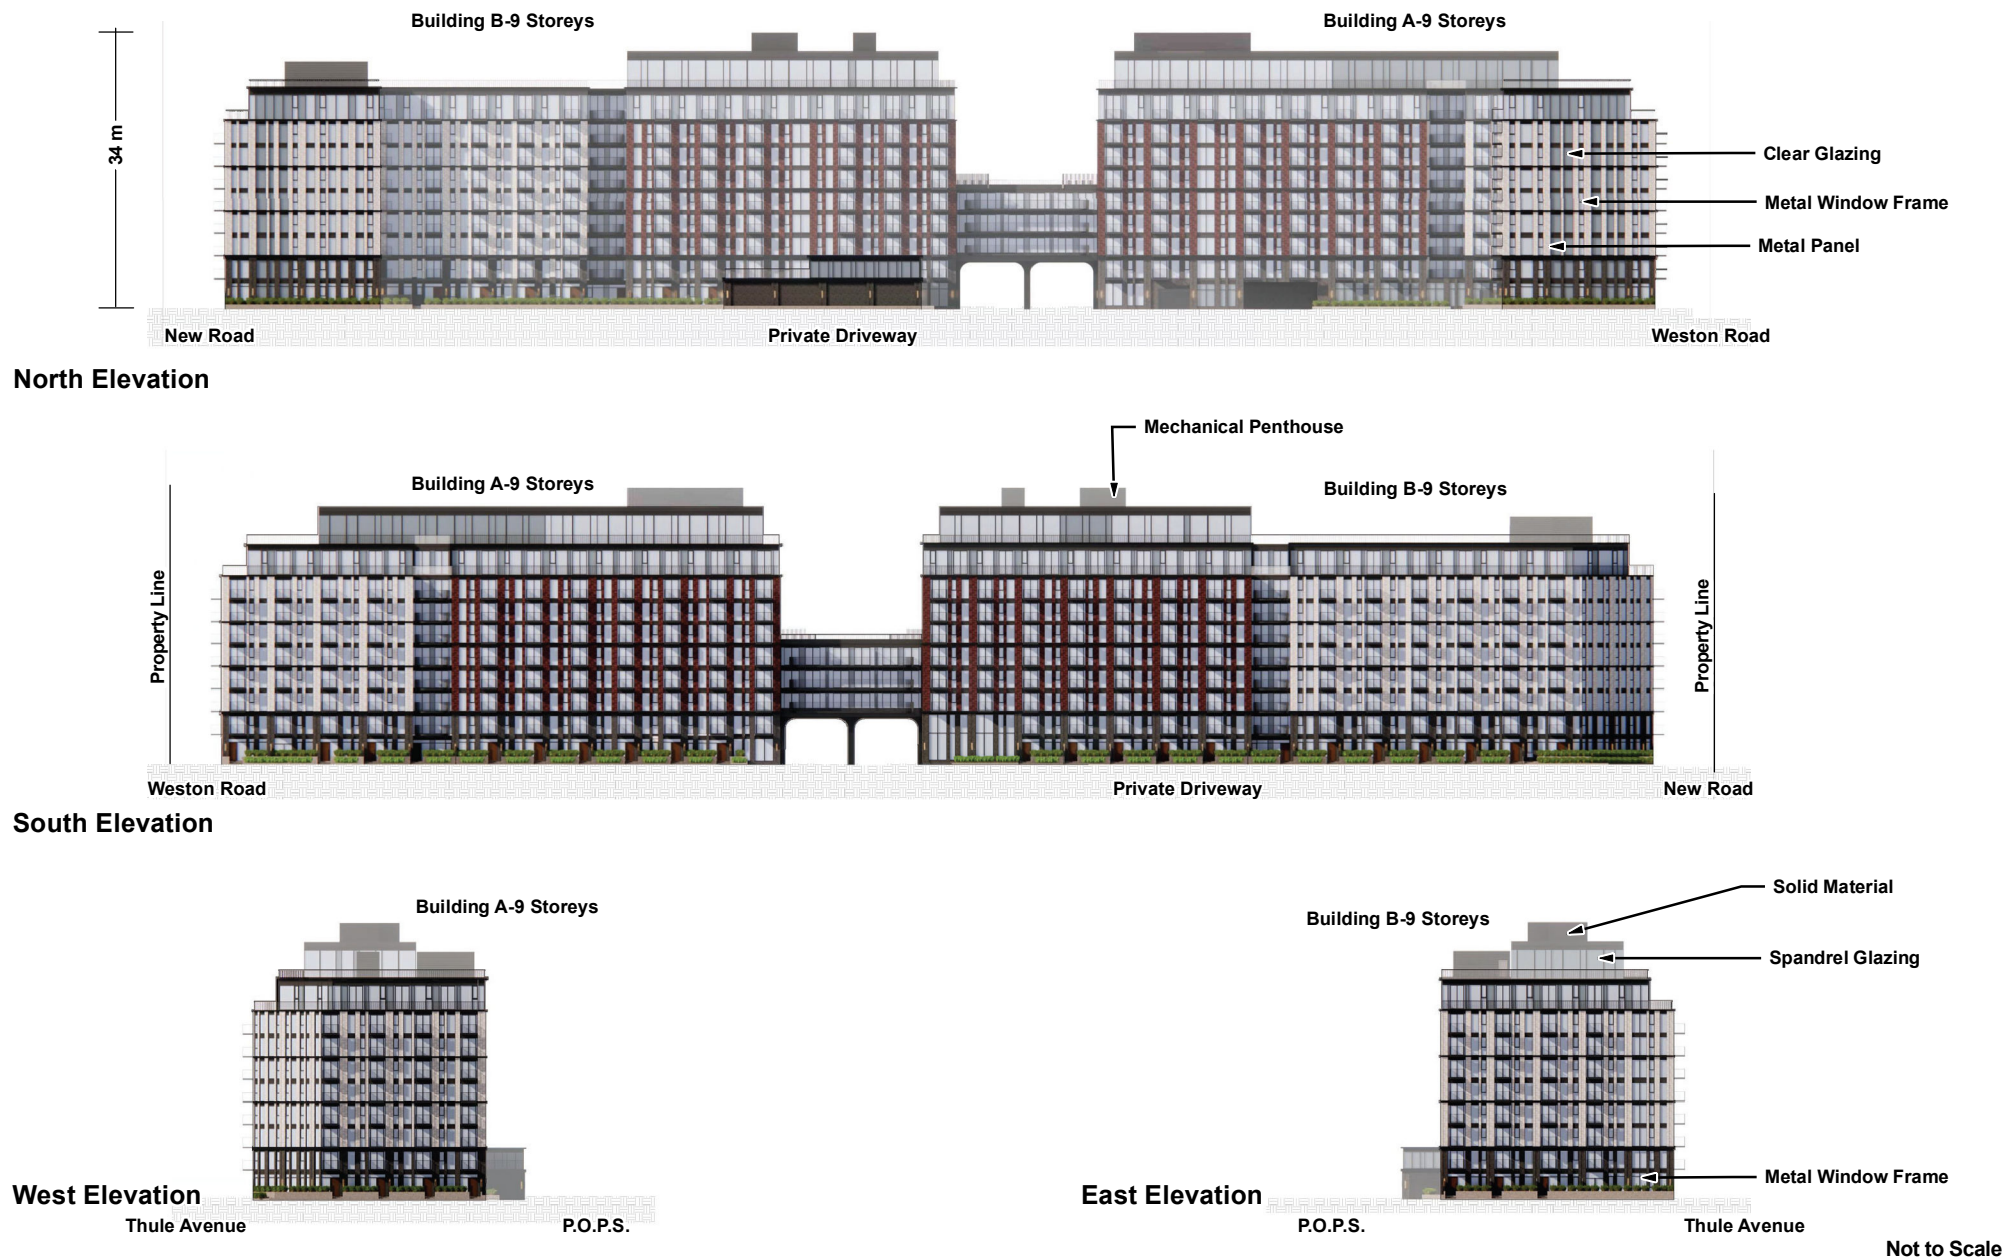 Building B-9 Storeys
Building A-9 Storeys
34 m
Clear Glazing
Metal Window Frame
Metal Panel
New Road
Private Driveway
Weston Road
North Elevation
Mechanical Penthouse
Building A-9 Storeys
Building B-9 Storeys
Property Line
Property Line
Weston Road
Private Driveway
New Road
South Elevation
Solid Material
Building A-9 Storeys
Building B-9 Storeys
Spandrel Glazing
Metal Window Frame
West Elevation
East Elevation
Thule Avenue
P.O.P.S.
P.O.P.S.
Thule Avenue
Not to Scale